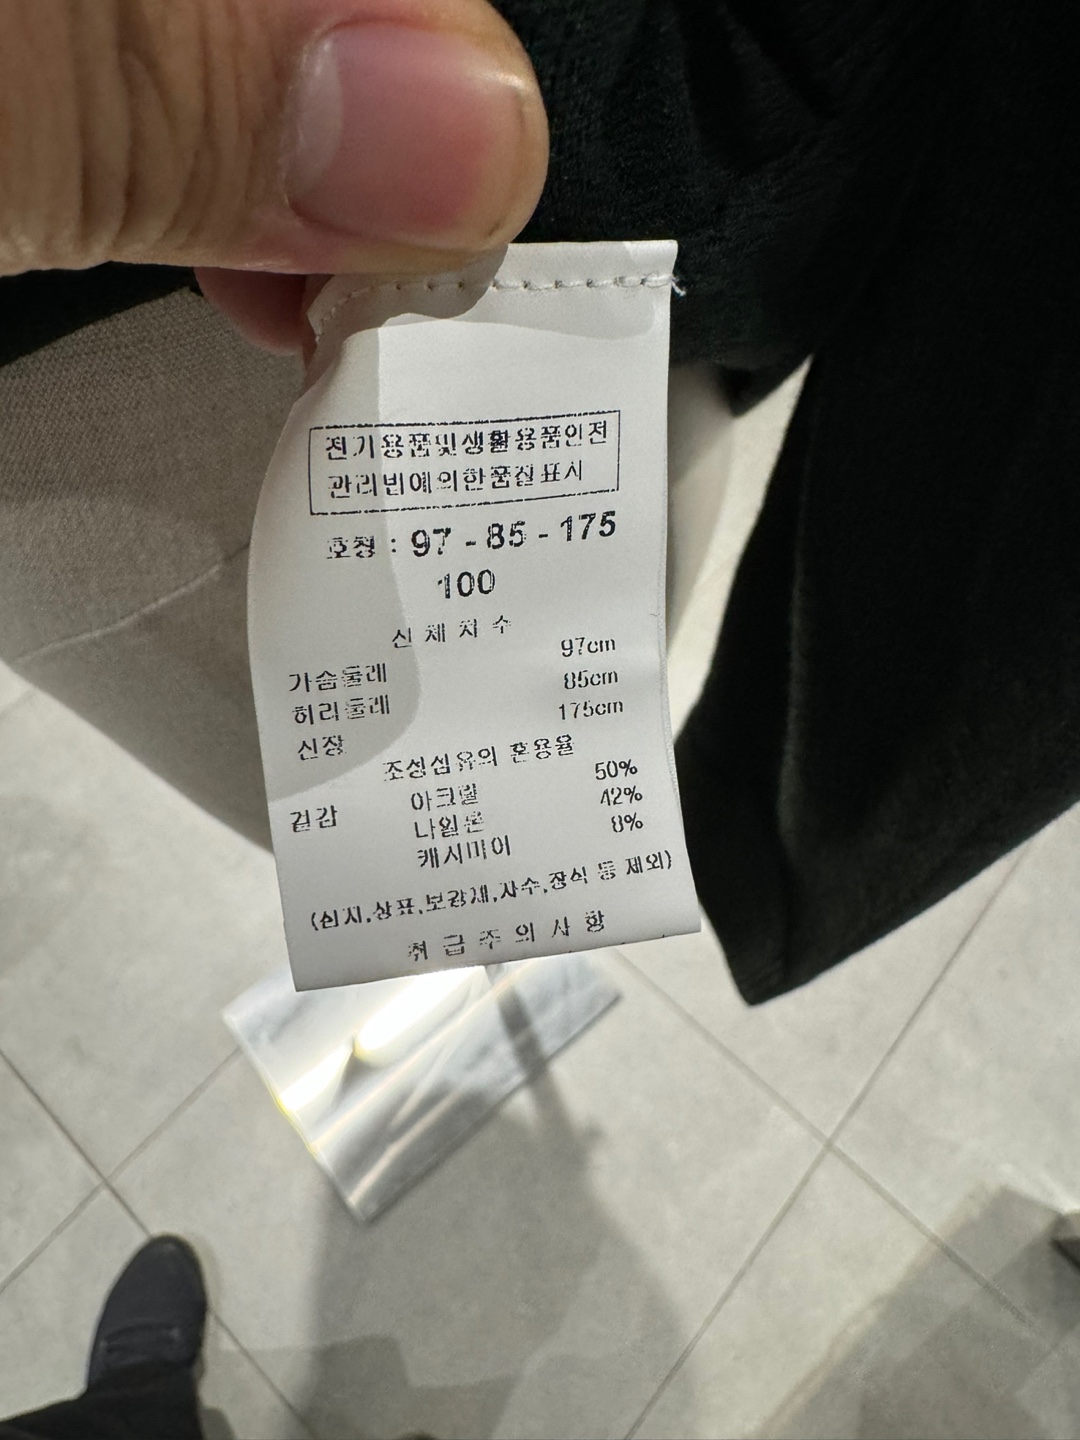 전기용품및생활용품안전
관리법에의한품질표시
호칭 : 97 - 85 - 175
100
신 체 치 수
가슴둘레 97cm
허리둘레 85cm
신장 175cm
조성섬유의 혼용율
겉감 아크릴 50%
나일론 42%
캐시미어 8%
(심지,상표,보강재,자수,장식 등 제외)
취 급 주 의 사 항